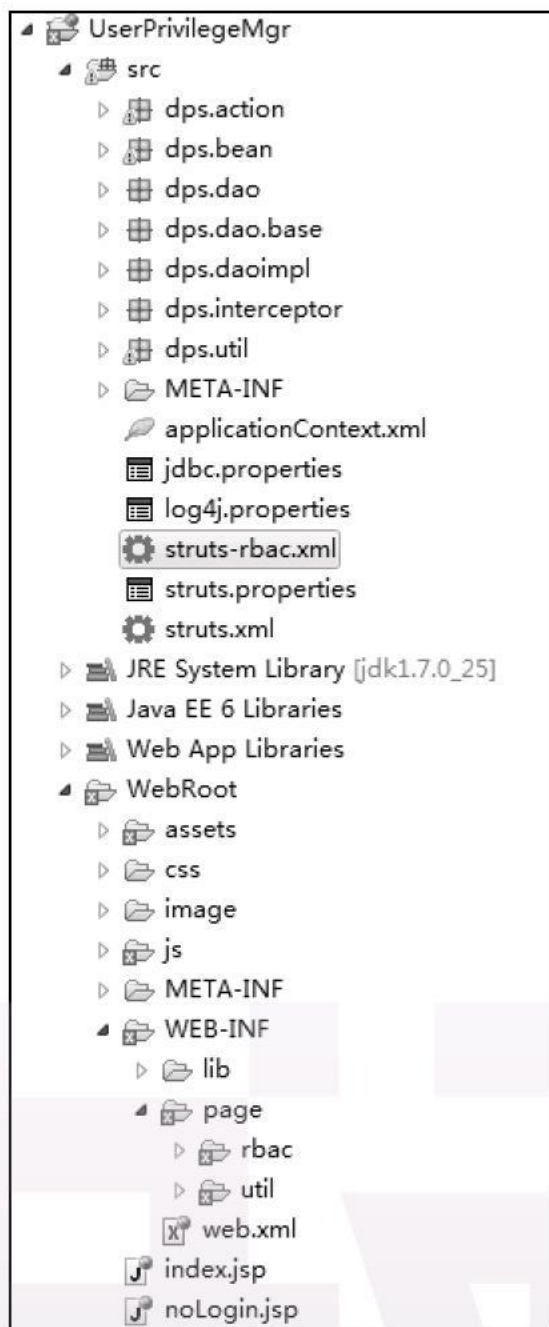 UserPrivilegeMgr
src
dps.action
dps.bean
dps.dao
dps.dao.base
dps.daoimpl
dps.interceptor
dps.util
META-INF
applicationContext.xml
jdbc.properties
log4j.properties
struts-rbac.xml
struts.properties
struts.xml
JRE System Library [jdk1.7.0_25]
Java EE 6 Libraries
Web App Libraries
WebRoot
assets
css
image
js
META-INF
WEB-INF
lib
page
rbac
util
web.xml
index.jsp
noLogin.jsp